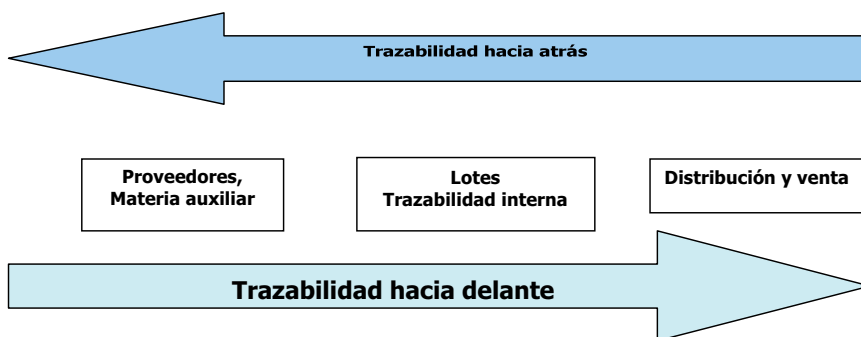 Trazabilidad hacia atrás
Proveedores,
Materia auxiliar
Lotes
Trazabilidad interna
Distribución y venta
Trazabilidad hacia delante